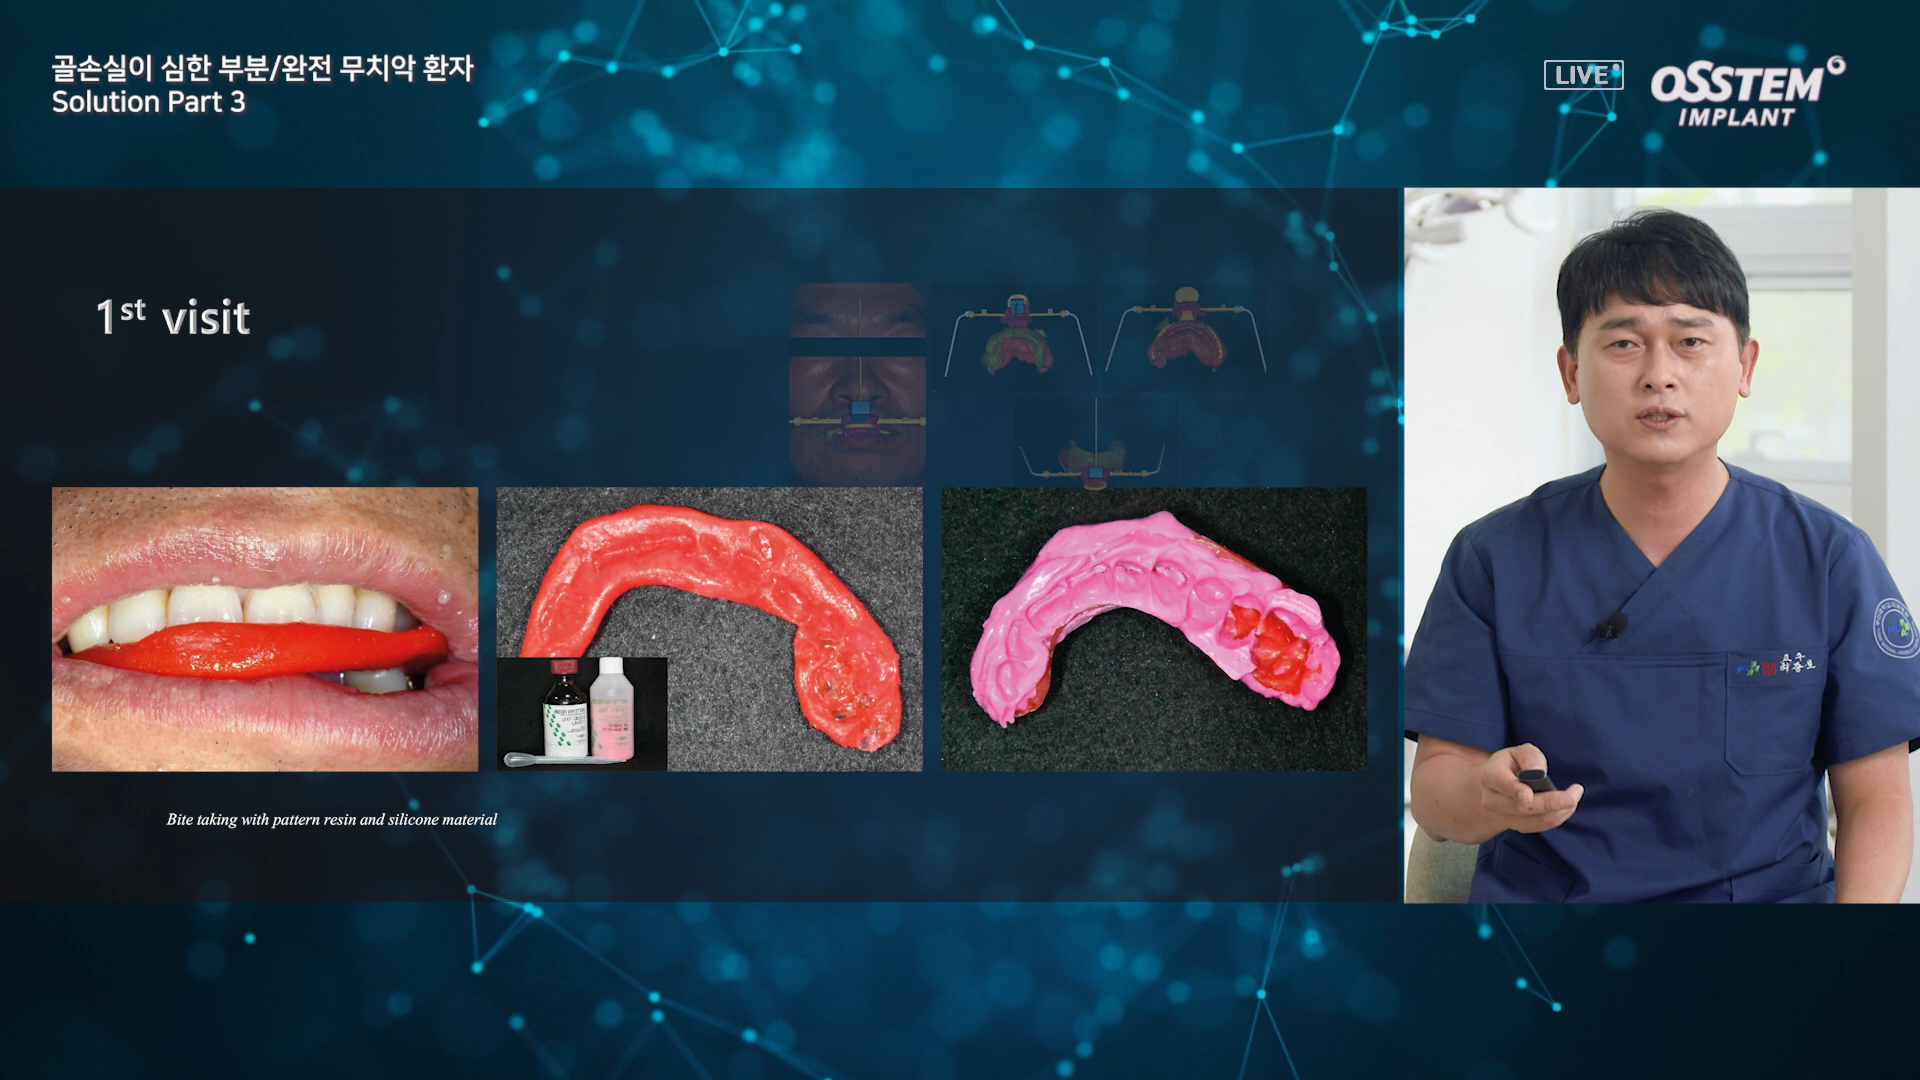 골손실이 심한 부분/완전 무치악 환자
Solution Part 3
LIVE
OSSTEM
IMPLANT
1st visit
Bite taking with pattern resin and silicone material